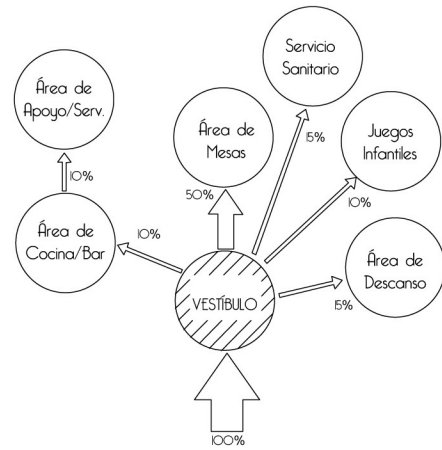 Servicio
Sanitario
Área de
Apoyo/Serv.
15%
Área de
Mesas
Juegos
Infantiles
10%
50%
10%
Área de
Cocina/Bar
10%
Área de
Descanso
VESTÍBULO
15%
100%